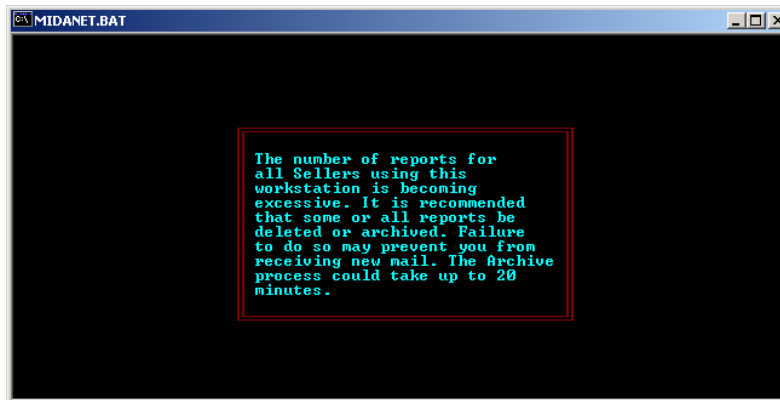 MIDANET.BAT
The number of reports for
all Sellers using this
workstation is becoming
excessive. It is recommended
that some or all reports be
deleted or archived. Failure
to do so may prevent you from
receiving new mail. The Archive
process could take up to 20
minutes.